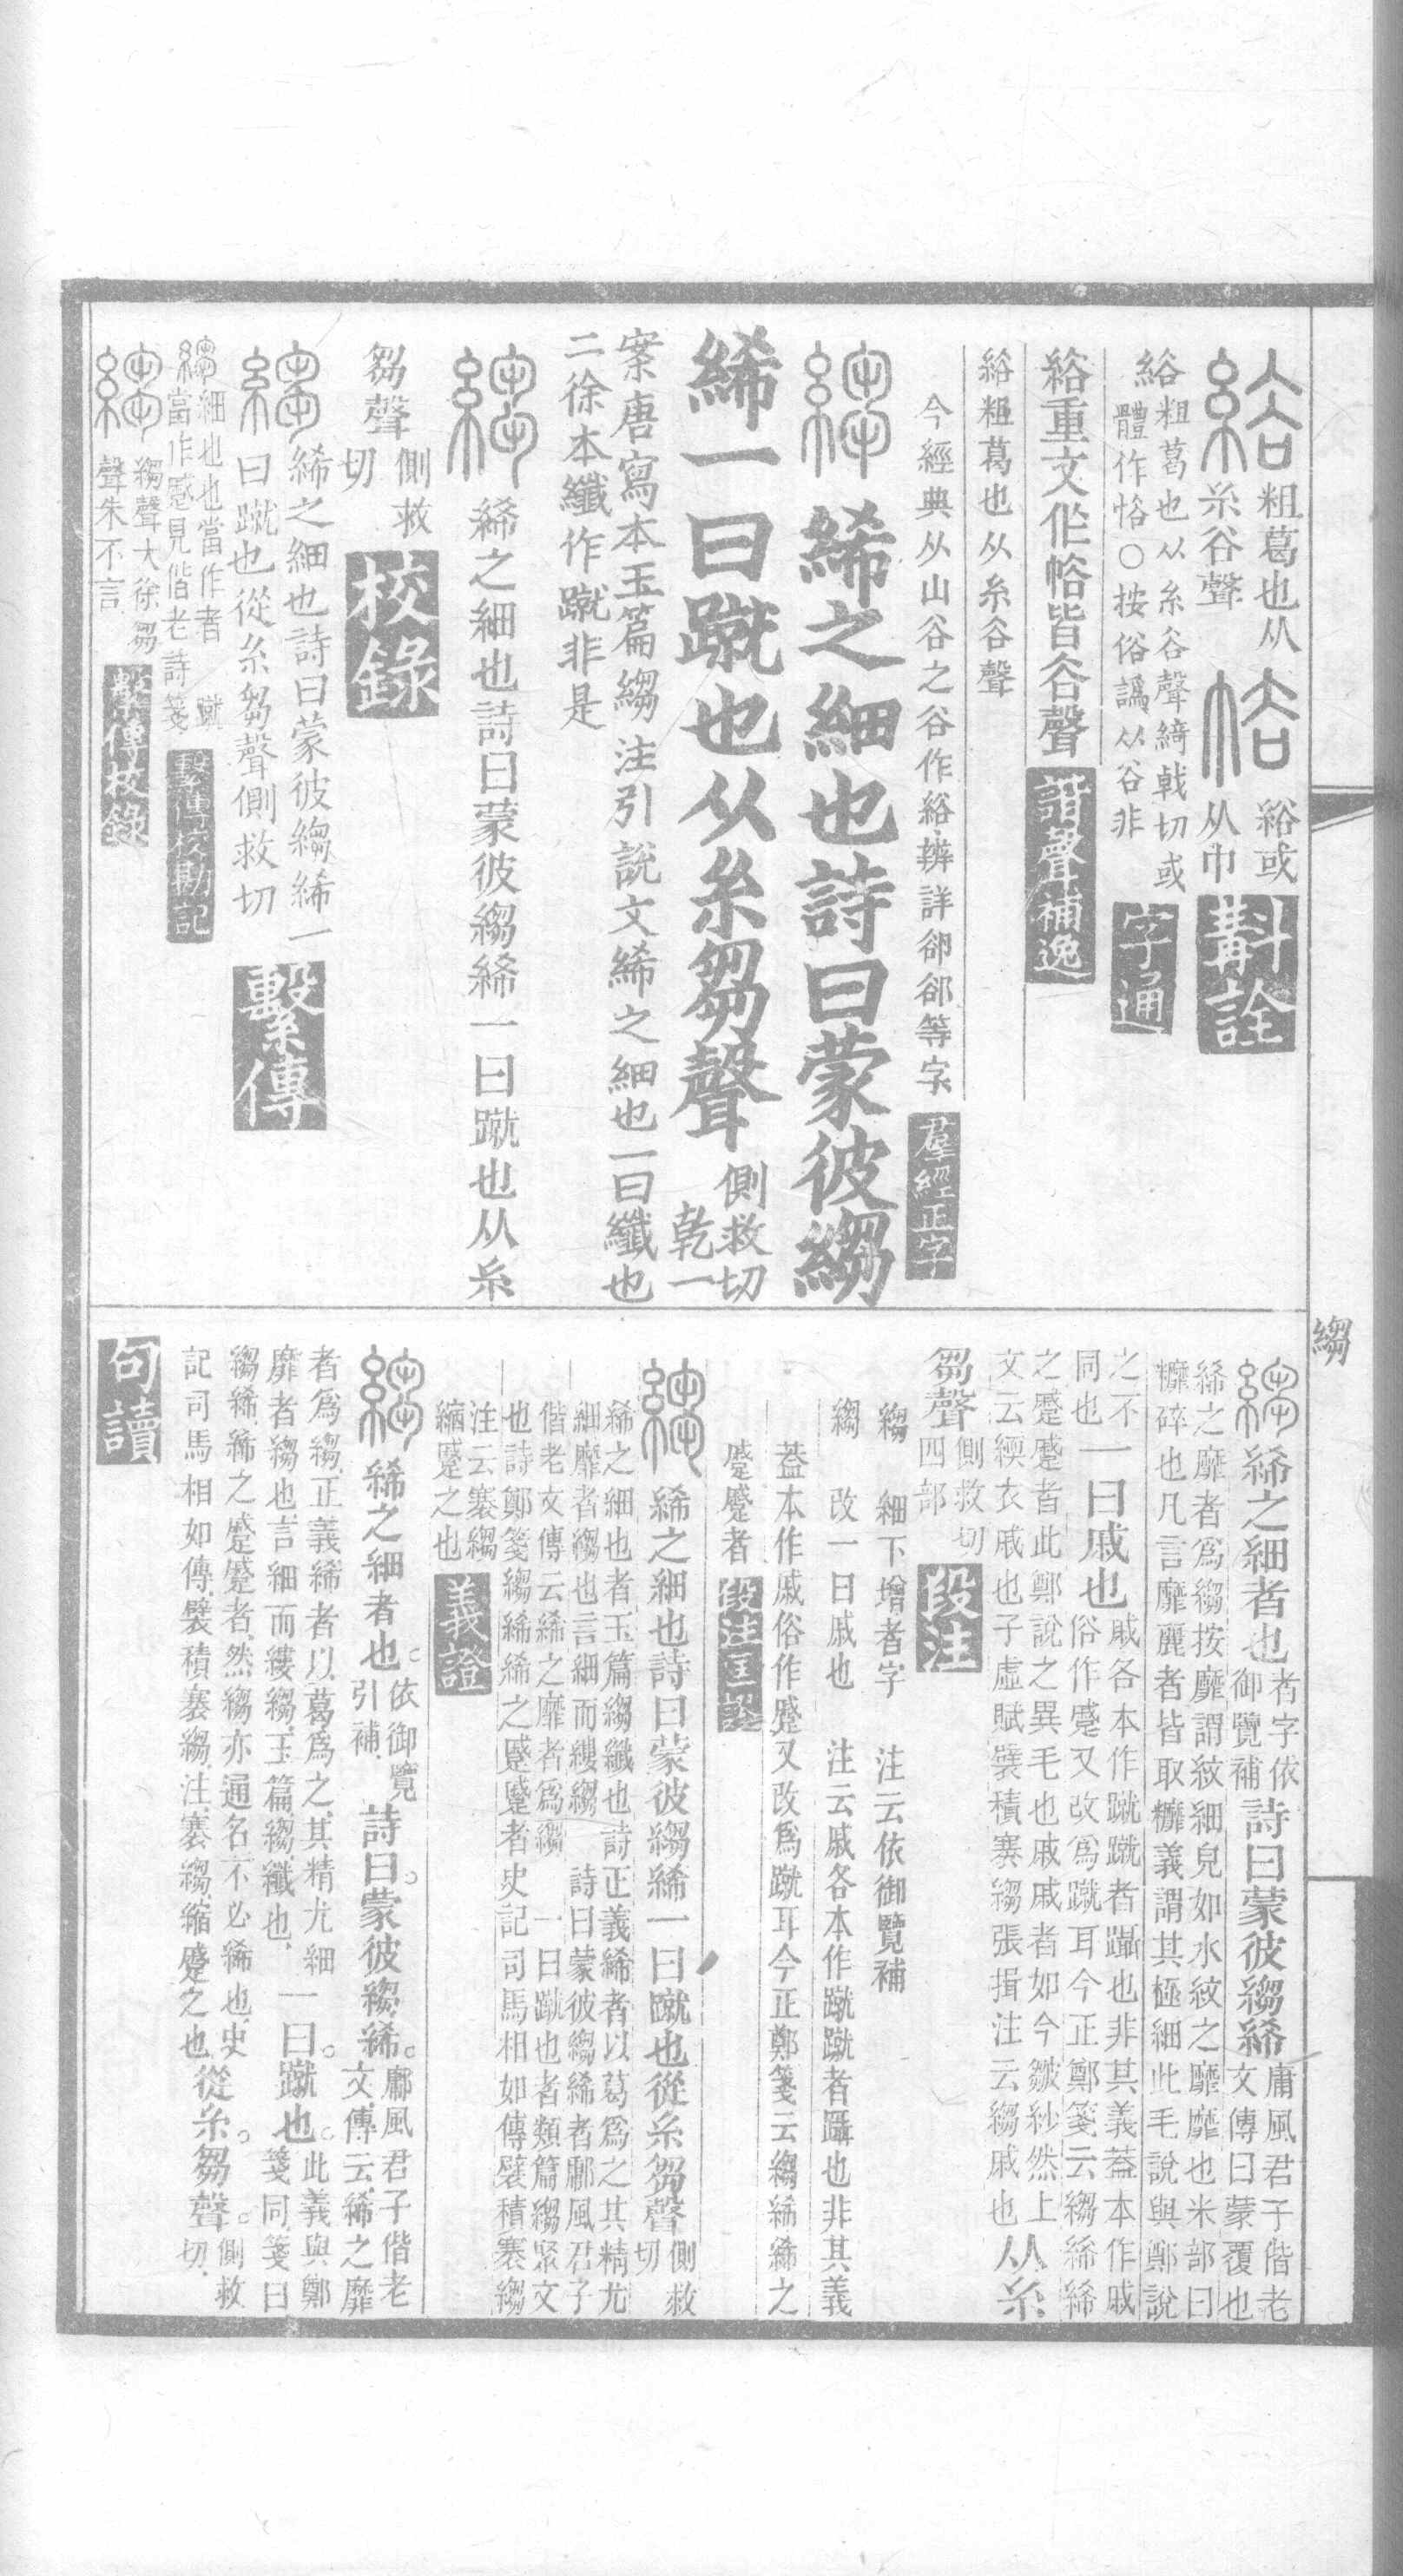 粗葛也从
糸谷聲
綌或
从巾
斠詮
綌粗葛也从糸谷聲綺戟切或
體作㡇○按俗譌从谷非
字通
綌重文作㡇皆谷聲
諧聲補逸
綌粗葛也从糸谷聲
今經典从山谷之谷作綌辨詳卻郤等字
羣經正字
絺之細也詩曰蒙彼縐
絺一曰蹴也从糸芻聲
側救切
乾一
案唐寫本玉篇縐注引說文絺之細也一曰纖也
二徐本纖作蹴非是
絺之細也詩曰蒙彼縐絺一曰蹴也从糸
芻聲
側救
切
校錄
絺之細也詩曰蒙彼縐絺一
曰蹴也從糸芻聲側救切
繫傳
細也也當作者 蹴
當作蹙見偕老詩箋
繫傳校勘記
縐聲大徐芻
聲朱不言
繫傳校錄
縐
絺之細者也
者字依
御覽補
詩曰蒙彼縐絺
庸風君子偕老
文傳曰蒙覆也
絺之靡者爲縐按靡謂紋細皃如水紋之靡靡也米部曰
䊳碎也凡言靡麗者皆取䊳義謂其極細此毛說與鄭說
之不
同也
一曰戚也
戚各本作蹴蹴者躡也非其義葢本作戚
俗作蹙又改爲蹴耳今正鄭箋云縐絺絺
之蹙蹙者此鄭說之異毛也戚戚者如今皺紗然上
文云緛衣戚也子虛賦襞積褰縐張揖注云縐戚也
从糸
芻聲
側救切
四部
段注
縐 細下增者字 注云依御覽補
縐 改一曰戚也 注云戚各本作蹴蹴者躡也非其義
葢本作戚俗作蹙又改爲蹴耳今正鄭箋云縐絺絺之
蹙蹙者
段注匡謬
絺之細也詩曰蒙彼縐絺一曰蹴也從糸芻聲
側救
切
絺之細也者玉篇縐纖也詩正義絺者以葛爲之其精尤
細靡者縐也言細而縷縐 詩曰蒙彼縐絺者鄘風君子
偕老文傳云絺之靡者爲縐 一曰蹴也者類篇縐聚文
也詩鄭箋縐絺絺之蹙蹙者史記司馬相如傳襞積褰縐
注云褰縐
縮蹙之也
義證
絺之細者也
依御覽
引補
詩曰蒙彼縐絺
鄘風君子偕老
文傳云絺之靡
者爲縐正義絺者以葛爲之其精尤細
靡者縐也言細而縷縐玉篇縐纖也
一曰蹴也
此義與鄭
箋同箋曰
縐絺絺之蹙蹙者然縐亦通名不必絺也史
記司馬相如傳襞積褰縐注褰縐縮蹙之也
從糸芻聲
側救
切
句讀